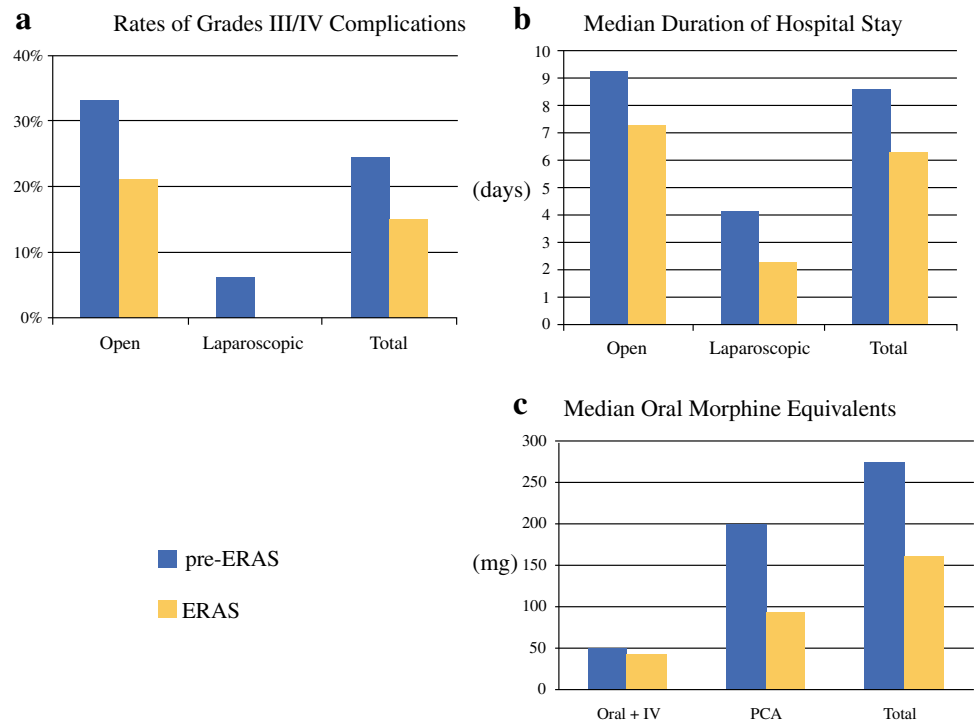 a Rates of Grades III/IV Complications
40%
30%
20%
10%
0%
Open Laparoscopic Total
b Median Duration of Hospital Stay
(days)
10
9
8
7
6
5
4
3
2
1
0
Open Laparoscopic Total
c Median Oral Morphine Equivalents
(mg)
300
250
200
150
100
50
0
Oral + IV PCA Total
pre-ERAS
ERAS